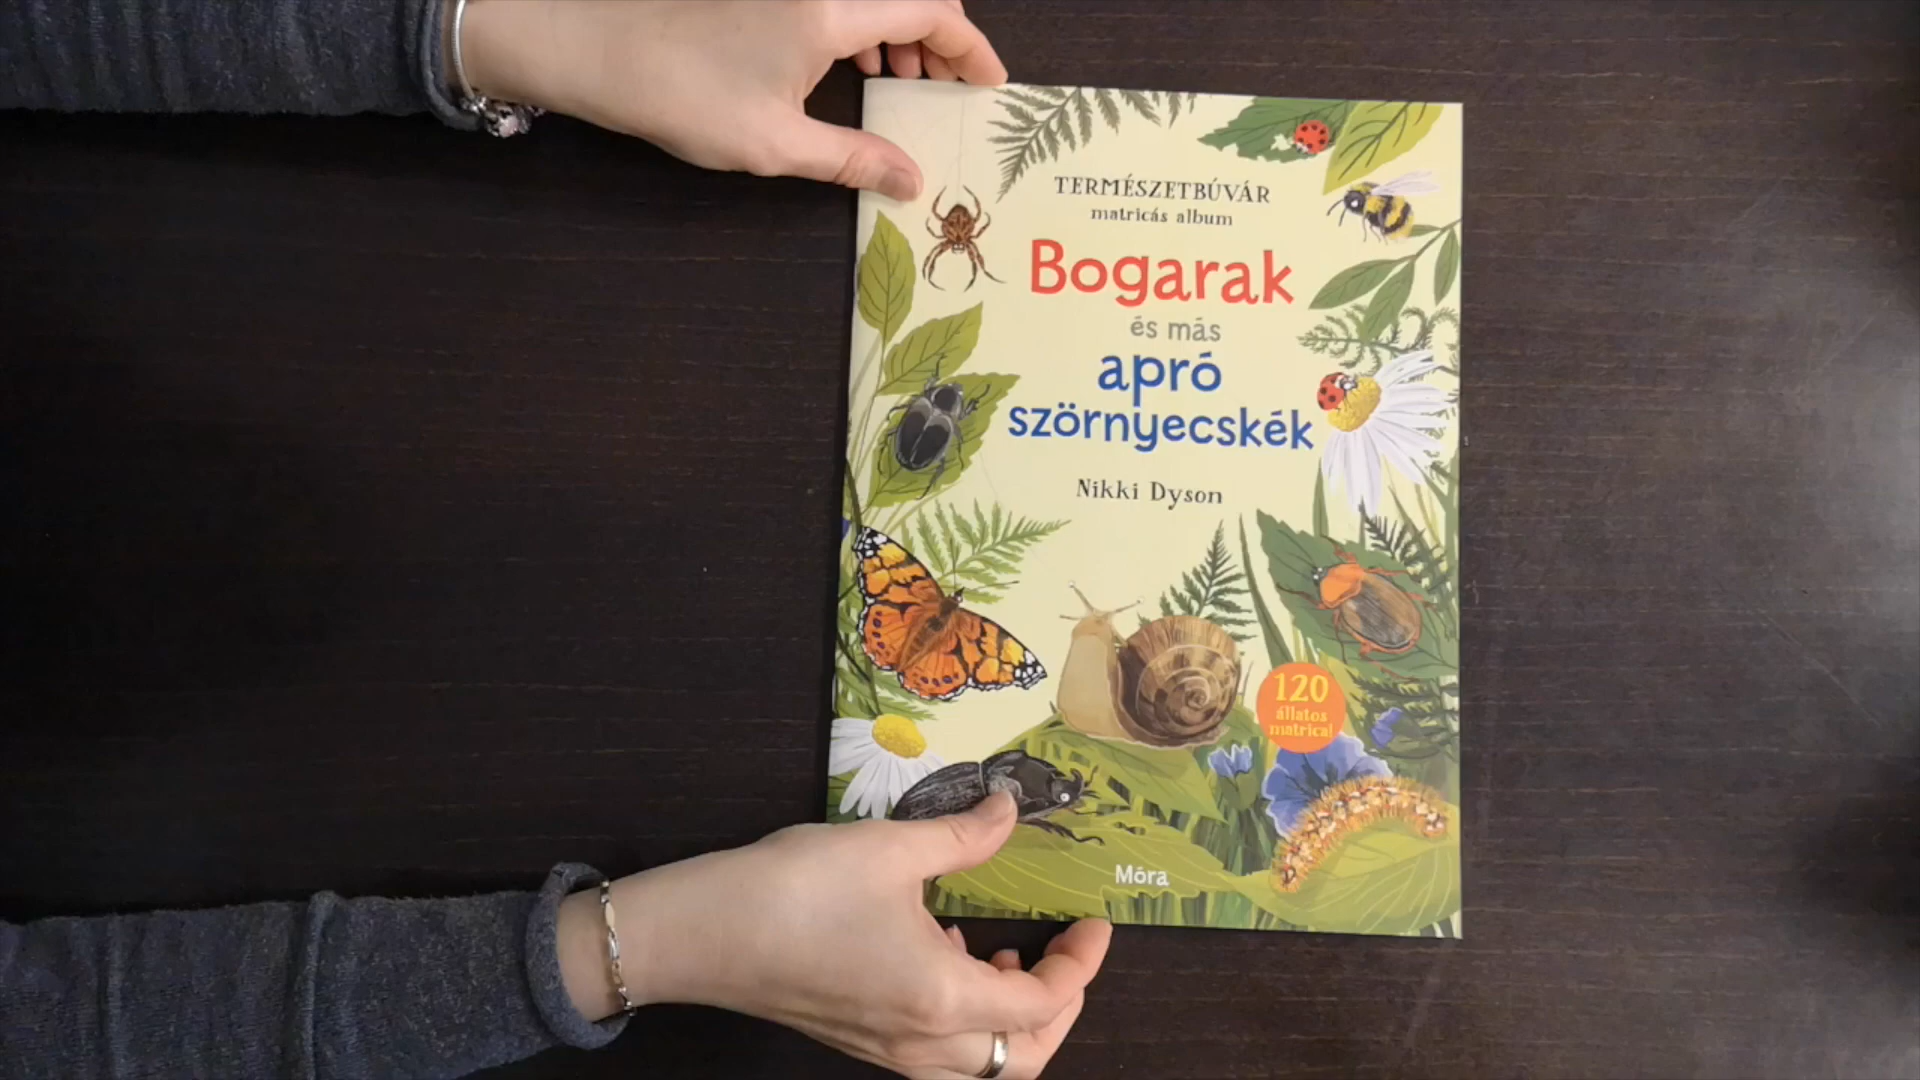 TERMÉSZETBÚVÁR
matricás album
Bogarak
és más
apró
szörnyecskék
Nikki Dyson
120
állatos
matrica!
Móra